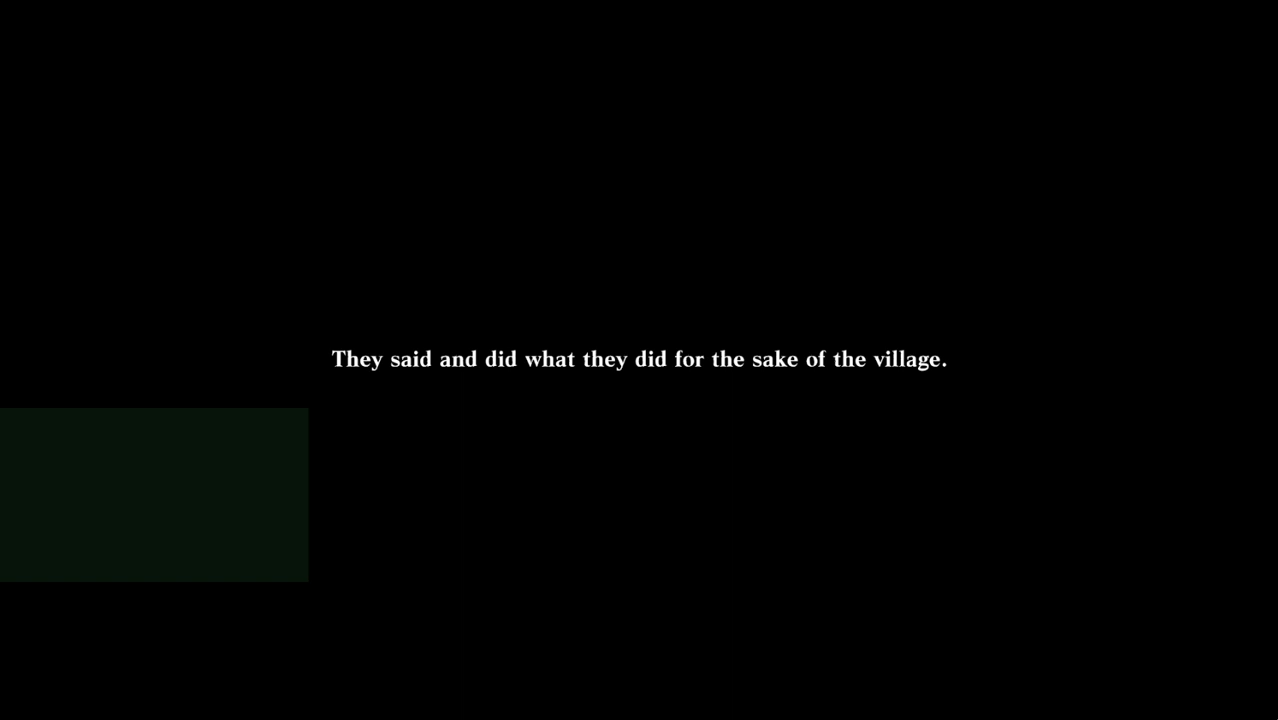 They said and did what they did for the sake of the village.